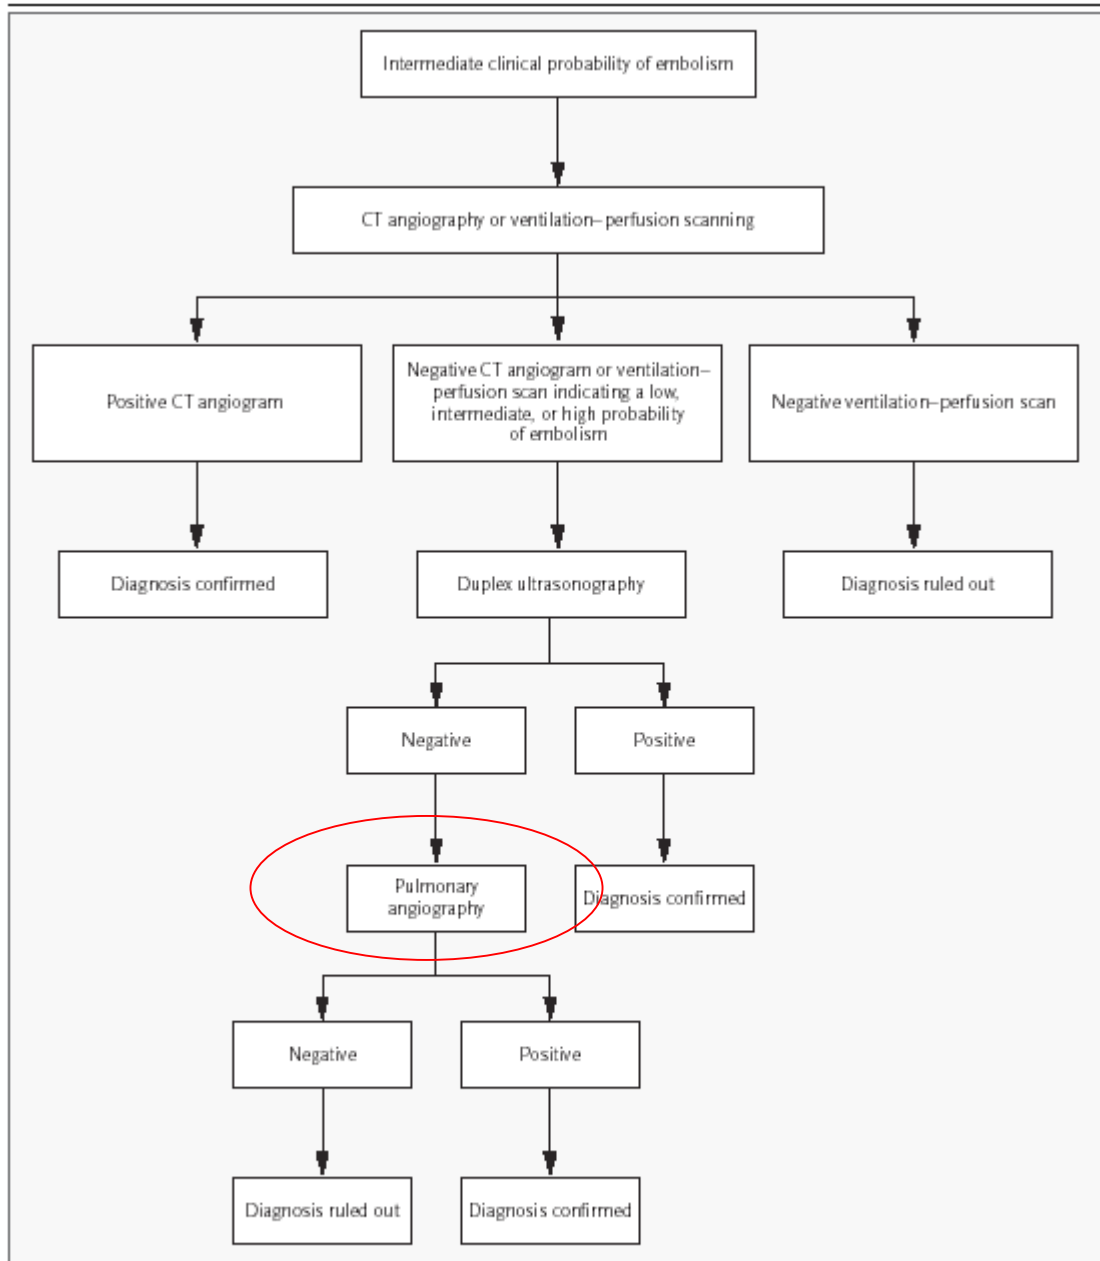 Intermediate clinical probability of embolism
CT angiography or ventilation–perfusion scanning
Positive CT angiogram
Negative CT angiogram or ventilation–
perfusion scan indicating a low,
intermediate, or high probability
of embolism
Negative ventilation–perfusion scan
Diagnosis confirmed
Duplex ultrasonography
Diagnosis ruled out
Negative
Positive
Pulmonary
angiography
Diagnosis confirmed
Negative
Positive
Diagnosis ruled out
Diagnosis confirmed